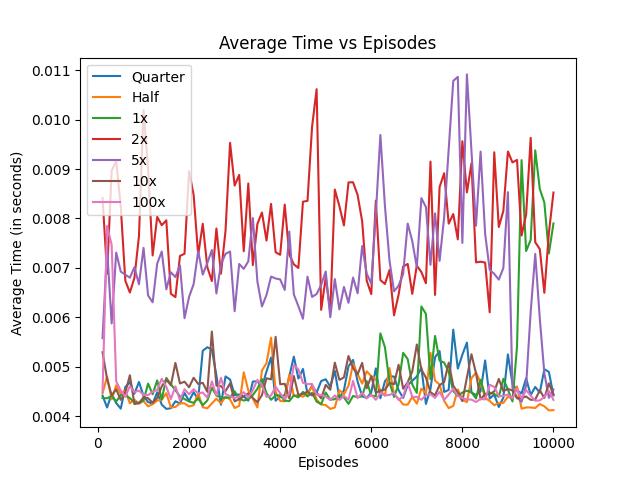 Average Time vs Episodes
Average Time (in seconds)
0.011
0.010
0.009
0.008
0.007
0.006
0.005
0.004
Quarter
Half
1x
2x
5x
10x
100x
0
2000
4000
6000
8000
10000
Episodes